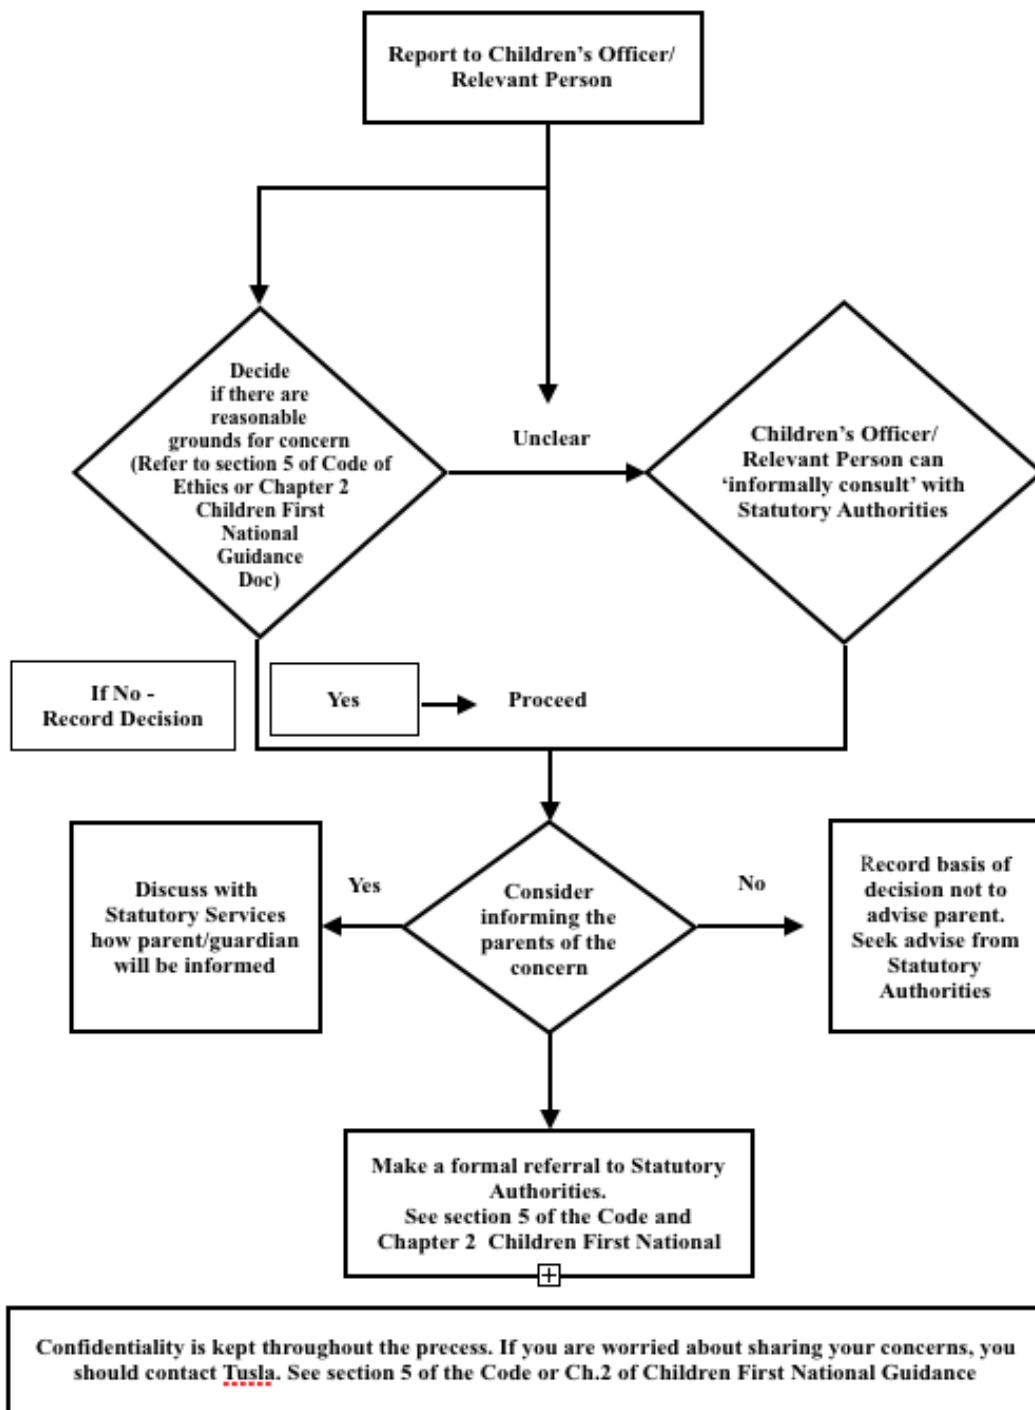 Report to Children's Officer/
Relevant Person
Decide
if there are
reasonable
grounds for concern
(Refer to section 5 of Code of
Ethics or Chapter 2
Children First
National
Guidance
Doc)
Unclear
Children's Officer/
Relevant Person can
'informally consult' with
Statutory Authorities
If No -
Record Decision
Yes
Proceed
Discuss with
Statutory Services
how parent/guardian
will be informed
Yes
Consider
informing the
parents of the
concern
No
Record basis of
decision not to
advise parent.
Seek advise from
Statutory
Authorities
Make a formal referral to Statutory
Authorities.
See section 5 of the Code and
Chapter 2 Children First National
Confidentiality is kept throughout the precess. If you are worried about sharing your concerns, you
should contact Tusla. See section 5 of the Code or Ch.2 of Children First National Guidance